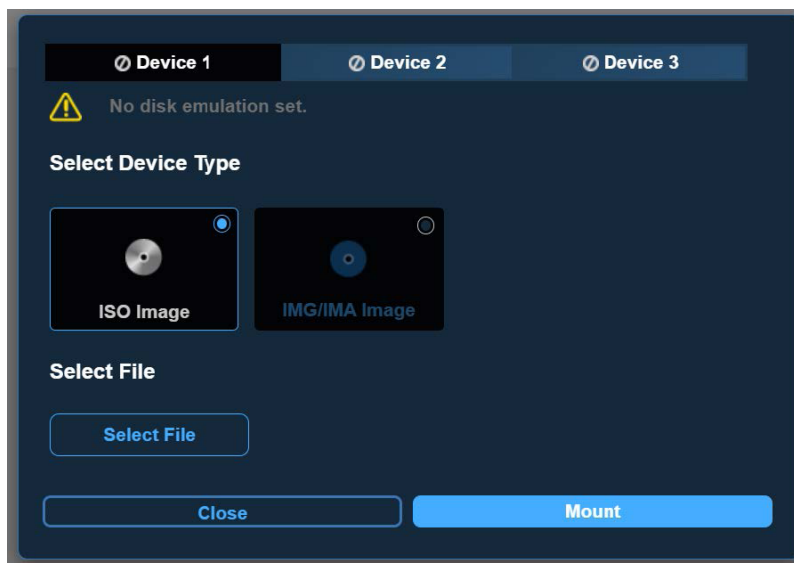 Device 1 Device 2 Device 3
No disk emulation set.
Select Device Type
ISO Image IMG/IMA Image
Select File
Select File
Close Mount